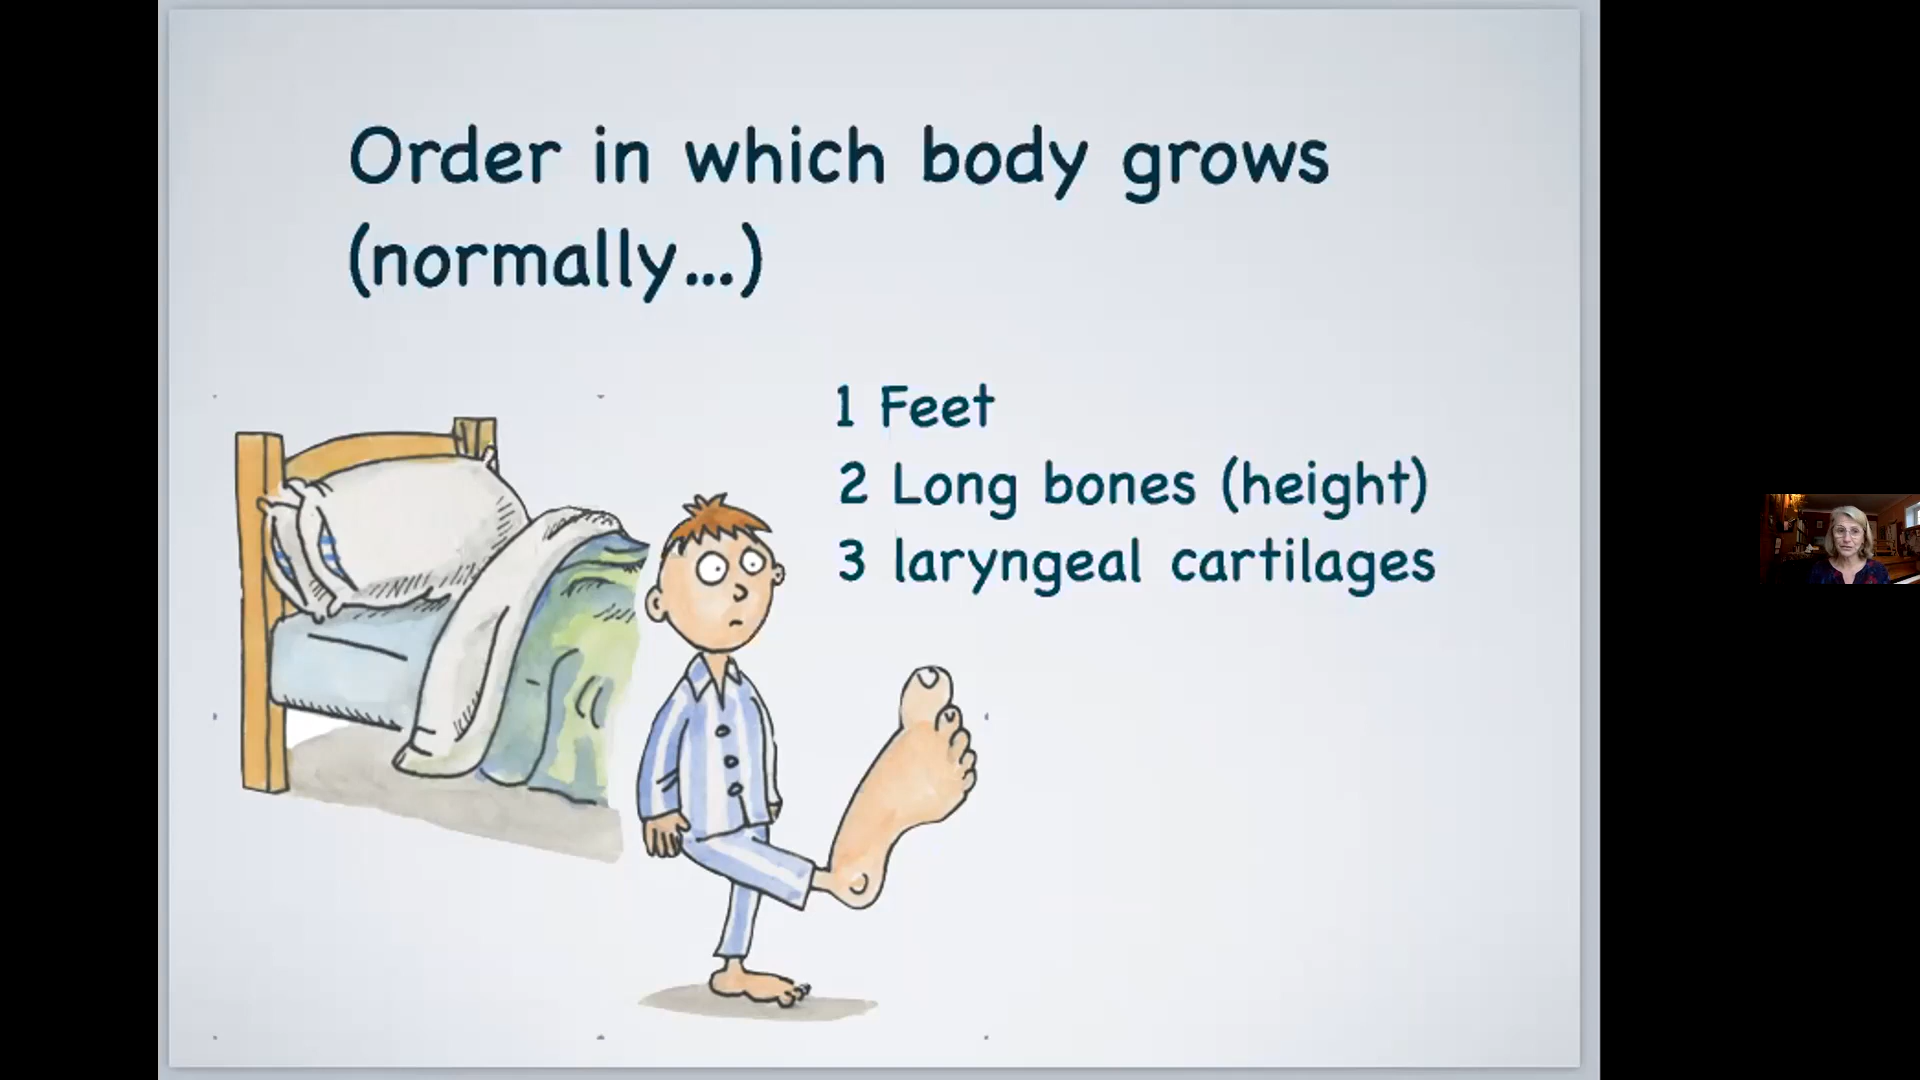 Order in which body grows
(normally...)
1 Feet
2 Long bones (height)
3 laryngeal cartilages